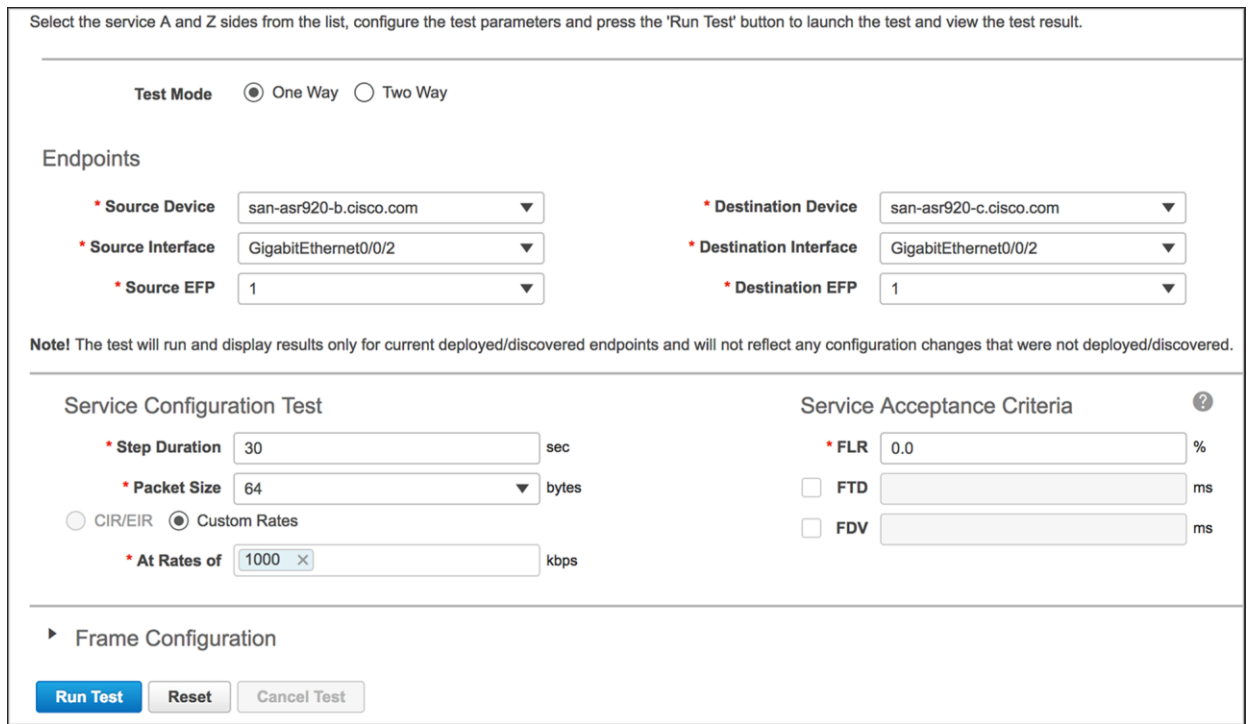 Select the service A and Z sides from the list, configure the test parameters and press the 'Run Test' button to launch the test and view the test result.
Test Mode One Way Two Way
Endpoints
* Source Device san-asr920-b.cisco.com * Destination Device san-asr920-c.cisco.com
* Source Interface GigabitEthernet0/0/2 * Destination Interface GigabitEthernet0/0/2
* Source EFP 1 * Destination EFP 1
Note! The test will run and display results only for current deployed/discovered endpoints and will not reflect any configuration changes that were not deployed/discovered.
Service Configuration Test Service Acceptance Criteria ?
* Step Duration 30 sec * FLR 0.0 %
* Packet Size 64 bytes FTD ms
CIR/EIR Custom Rates FDV ms
* At Rates of 1000 × kbps
Frame Configuration
Run Test Reset Cancel Test